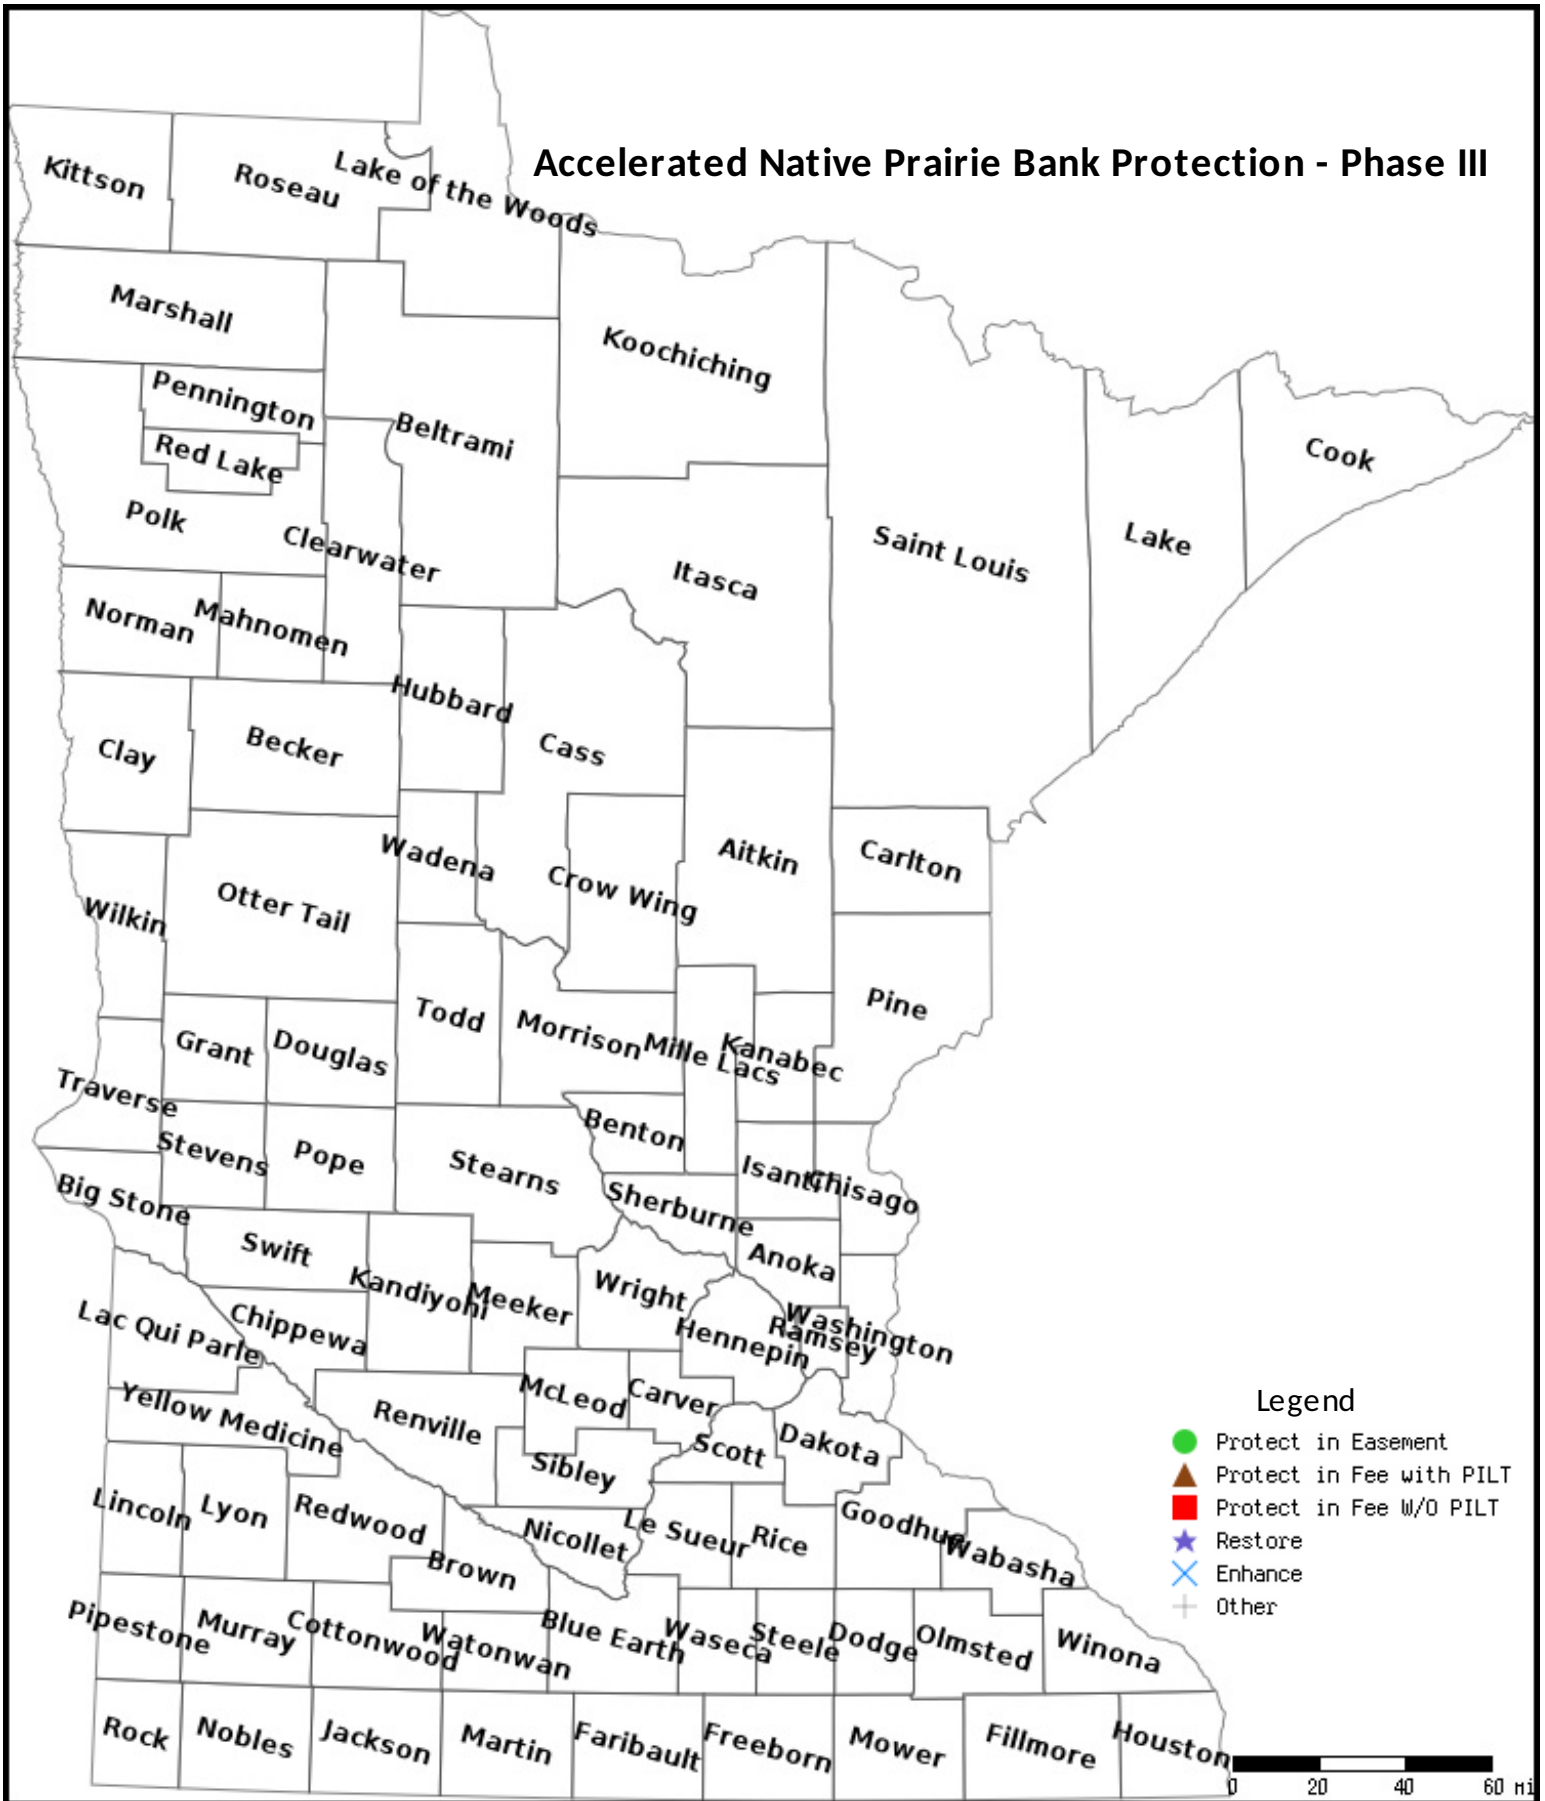 Accelerated Native Prairie Bank Protection - Phase III
Kittson
Roseau
Lake of the Woods
Marshall
Koochiching
Pennington
Beltrami
Red Lake
Cook
Polk
Clearwater
Saint Louis
Lake
Itasca
Norman
Mahnomen
Hubbard
Clay
Becker
Cass
Wadena
Aitkin
Carlton
Crow Wing
Otter Tail
Wilkin
Pine
Todd
Morrison
Mille Lacs
Kanabec
Grant
Douglas
Traverse
Benton
Stevens
Pope
Stearns
Isanti
Chisago
Big Stone
Sherburne
Swift
Anoka
Kandiyohi
Meeker
Wright
Washington
Ramsey
Hennepin
Lac Qui Parle
Chippewa
Yellow Medicine
Renville
McLeod
Carver
Scott
Dakota
Sibley
Lincoln
Lyon
Redwood
Nicollet
Le Sueur
Rice
Goodhue
Wabasha
Brown
Pipestone
Murray
Cottonwood
Watonwan
Blue Earth
Waseca
Steele
Dodge
Olmsted
Winona
Rock
Nobles
Jackson
Martin
Faribault
Freeborn
Mower
Fillmore
Houston
Legend
Protect in Easement
Protect in Fee with PILT
Protect in Fee W/O PILT
Restore
Enhance
Other
0 20 40 60 mi